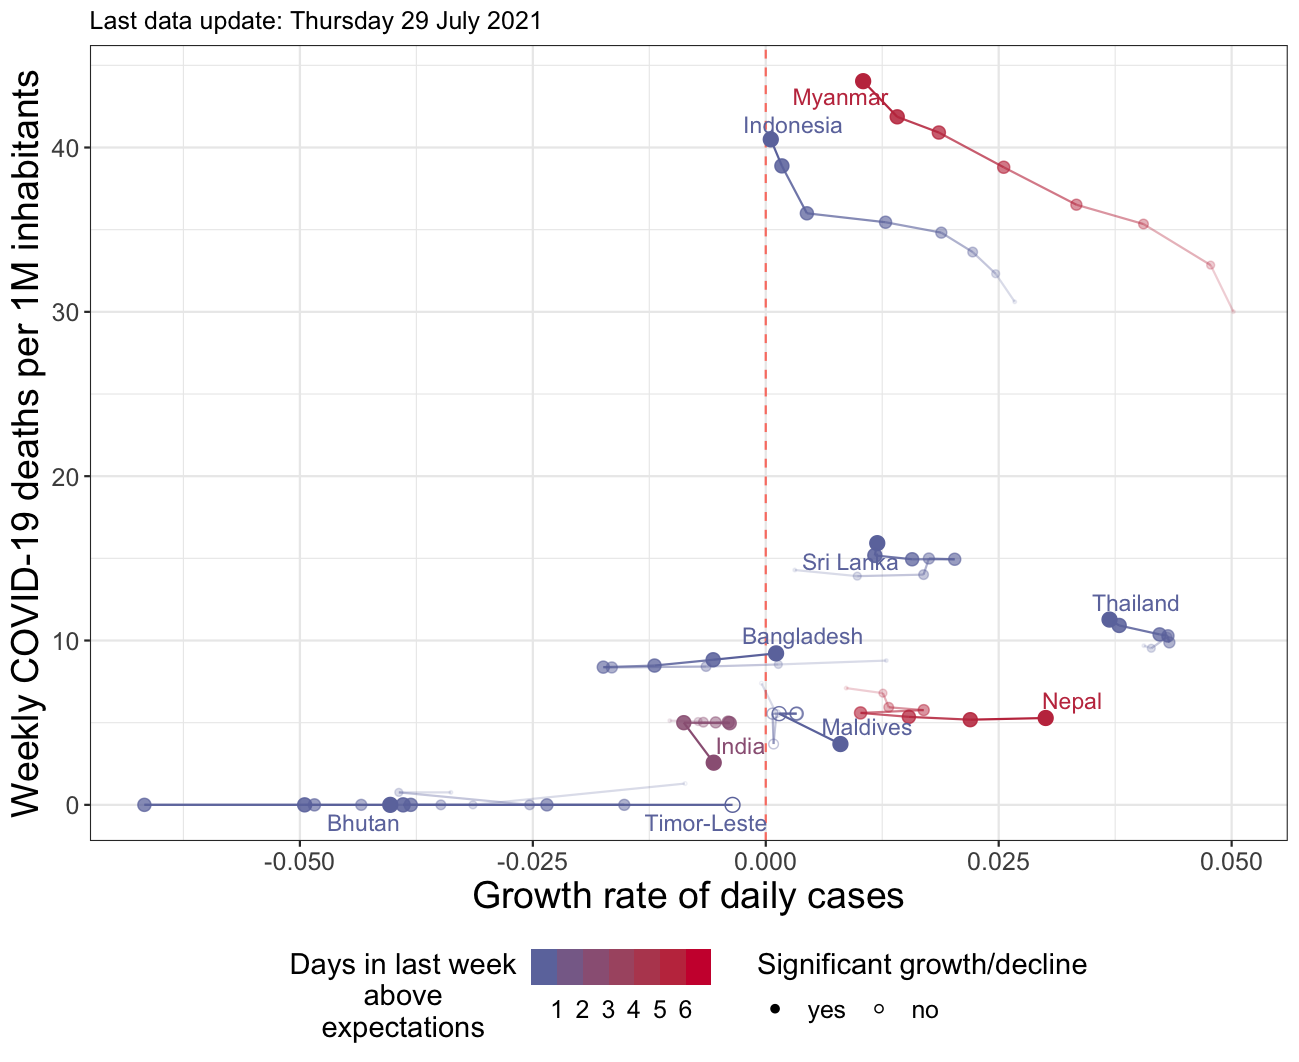 Last data update: Thursday 29 July 2021
Weekly COVID-19 deaths per 1M inhabitants
40
30
20
10
0
Myanmar
Indonesia
Sri Lanka
Thailand
Bangladesh
Nepal
Maldives
India
Bhutan
Timor-Leste
-0.050
-0.025
0.000
0.025
0.050
Growth rate of daily cases
Days in last week
above
expectations
1 2 3 4 5 6
Significant growth/decline
yes
no